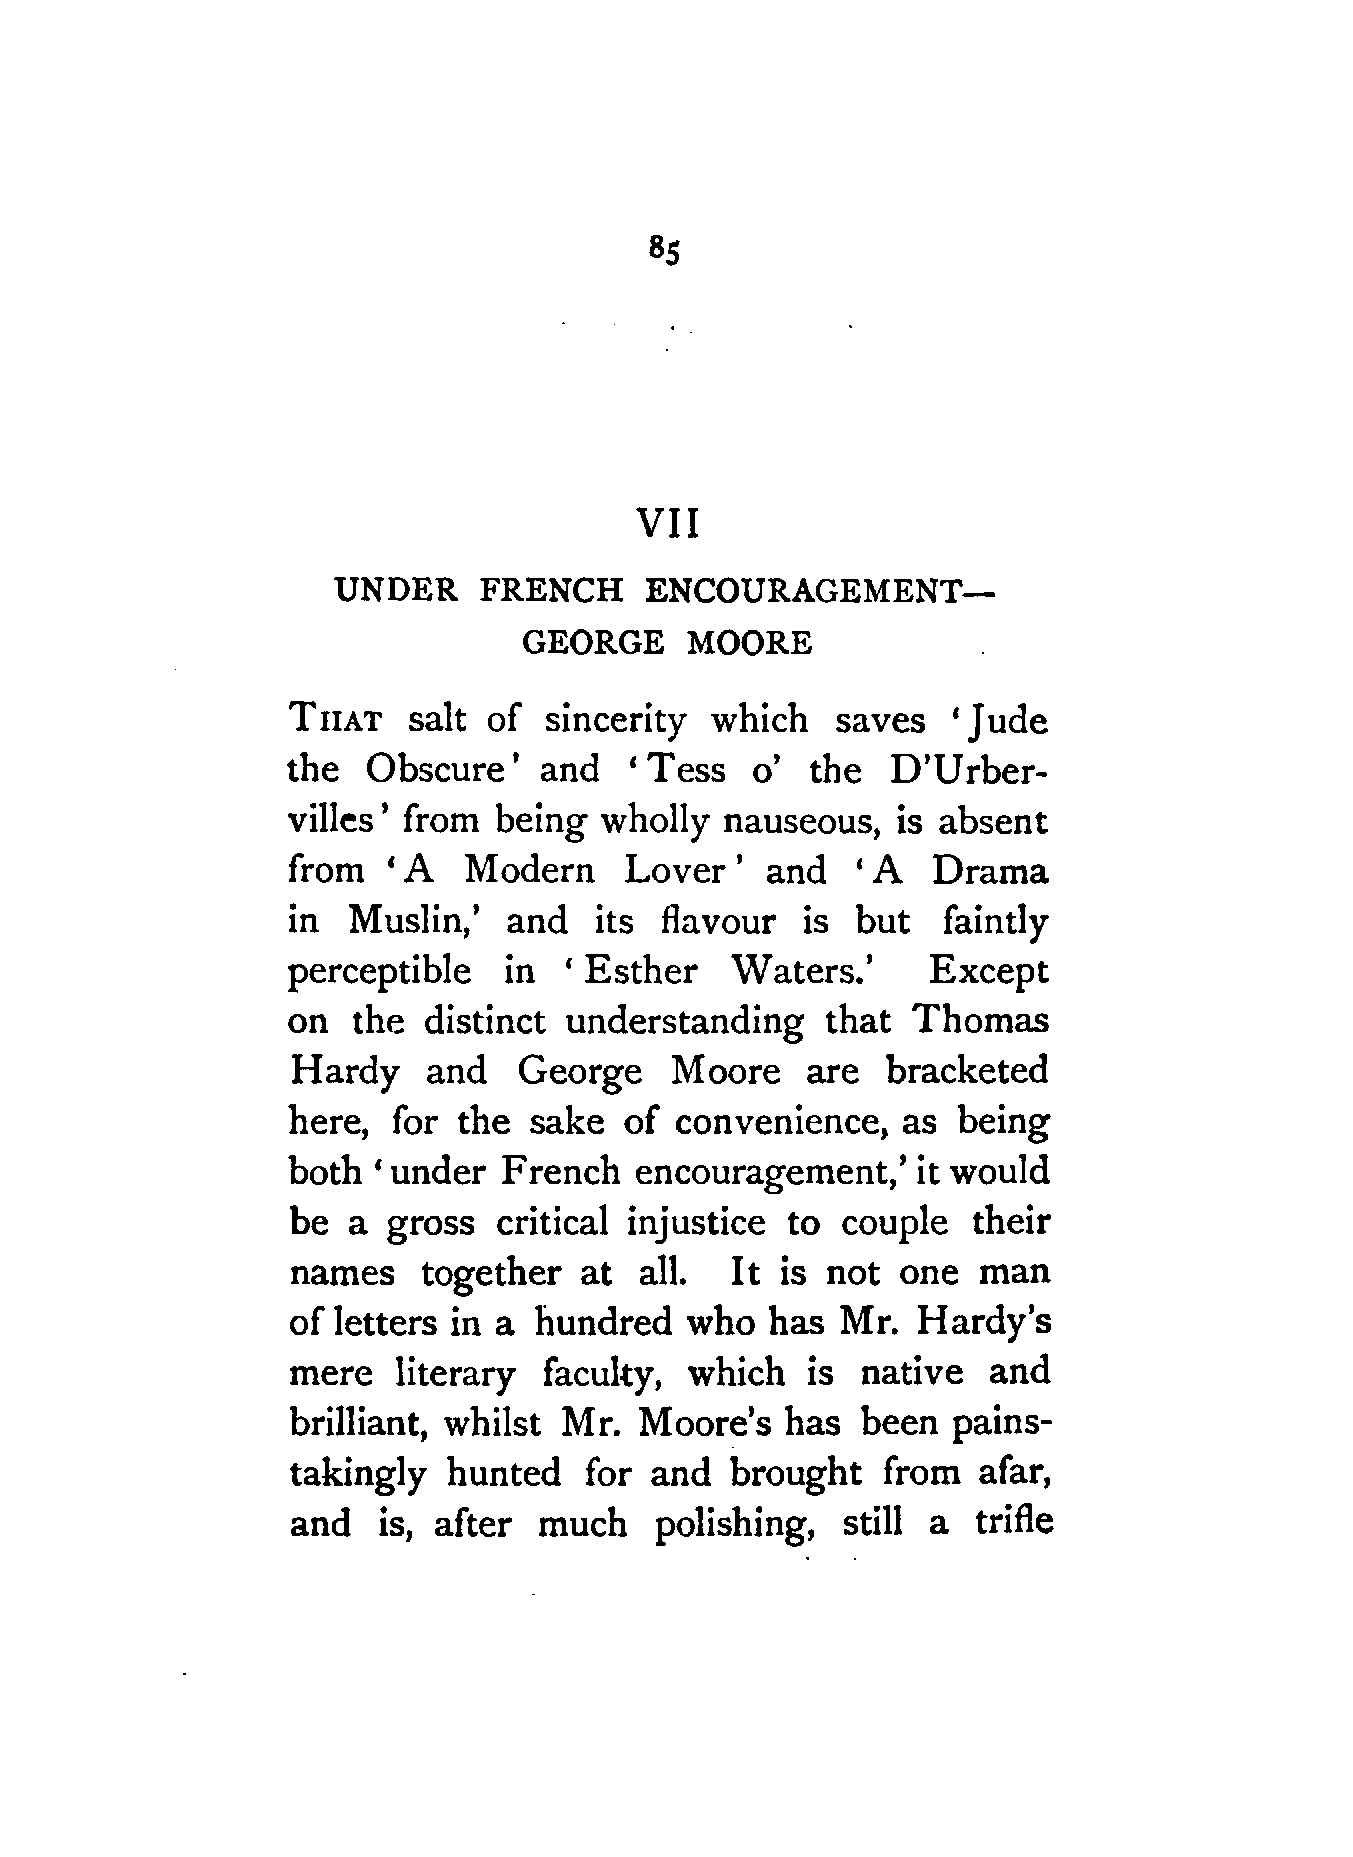 85
VII
UNDER FRENCH ENCOURAGEMENT—
GEORGE MOORE
THAT salt of sincerity which saves ‘Jude
the Obscure’ and ‘Tess o’ the D’Urber-
villes’ from being wholly nauseous, is absent
from ‘A Modern Lover’ and ‘A Drama
in Muslin,’ and its flavour is but faintly
perceptible in ‘Esther Waters.’ Except
on the distinct understanding that Thomas
Hardy and George Moore are bracketed
here, for the sake of convenience, as being
both ‘under French encouragement,’ it would
be a gross critical injustice to couple their
names together at all. It is not one man
of letters in a hundred who has Mr. Hardy’s
mere literary faculty, which is native and
brilliant, whilst Mr. Moore’s has been pains-
takingly hunted for and brought from afar,
and is, after much polishing, still a trifle